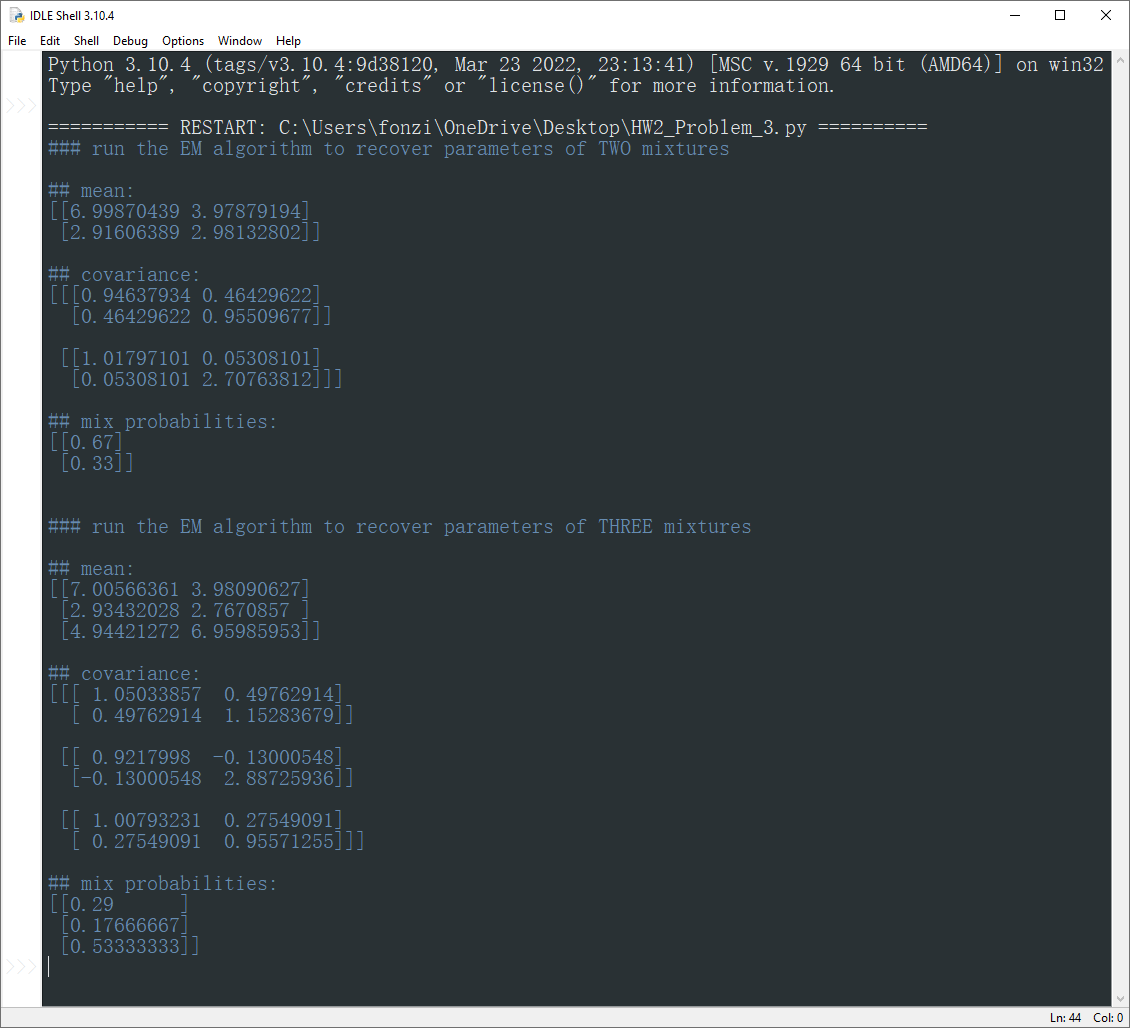 IDLE Shell 3.10.4
File Edit Shell Debug Options Window Help
Python 3.10.4 (tags/v3.10.4:9d38120, Mar 23 2022, 23:13:41) [MSC v.1929 64 bit (AMD64)] on win32
Type "help", "copyright", "credits" or "license()" for more information.
>>>
=========== RESTART: C:\Users\fonzi\OneDrive\Desktop\HW2_Problem_3.py ==========
### run the EM algorithm to recover parameters of TWO mixtures
## mean:
[[6.99870439 3.97879194]
 [2.91606389 2.98132802]]
## covariance:
[[[0.94637934 0.46429622]
  [0.46429622 0.95509677]]
 [[1.01797101 0.05308101]
  [0.05308101 2.70763812]]]
## mix probabilities:
[[0.67]
 [0.33]]
### run the EM algorithm to recover parameters of THREE mixtures
## mean:
[[7.00566361 3.98090627]
 [2.93432028 2.7670857 ]
 [4.94421272 6.95985953]]
## covariance:
[[[ 1.05033857  0.49762914]
  [ 0.49762914  1.15283679]]
 [[ 0.9217998  -0.13000548]
  [-0.13000548  2.88725936]]
 [[ 1.00793231  0.27549091]
  [ 0.27549091  0.95571255]]]
## mix probabilities:
[[0.29      ]
 [0.17666667]
 [0.53333333]]
>>>
Ln: 44 Col: 0